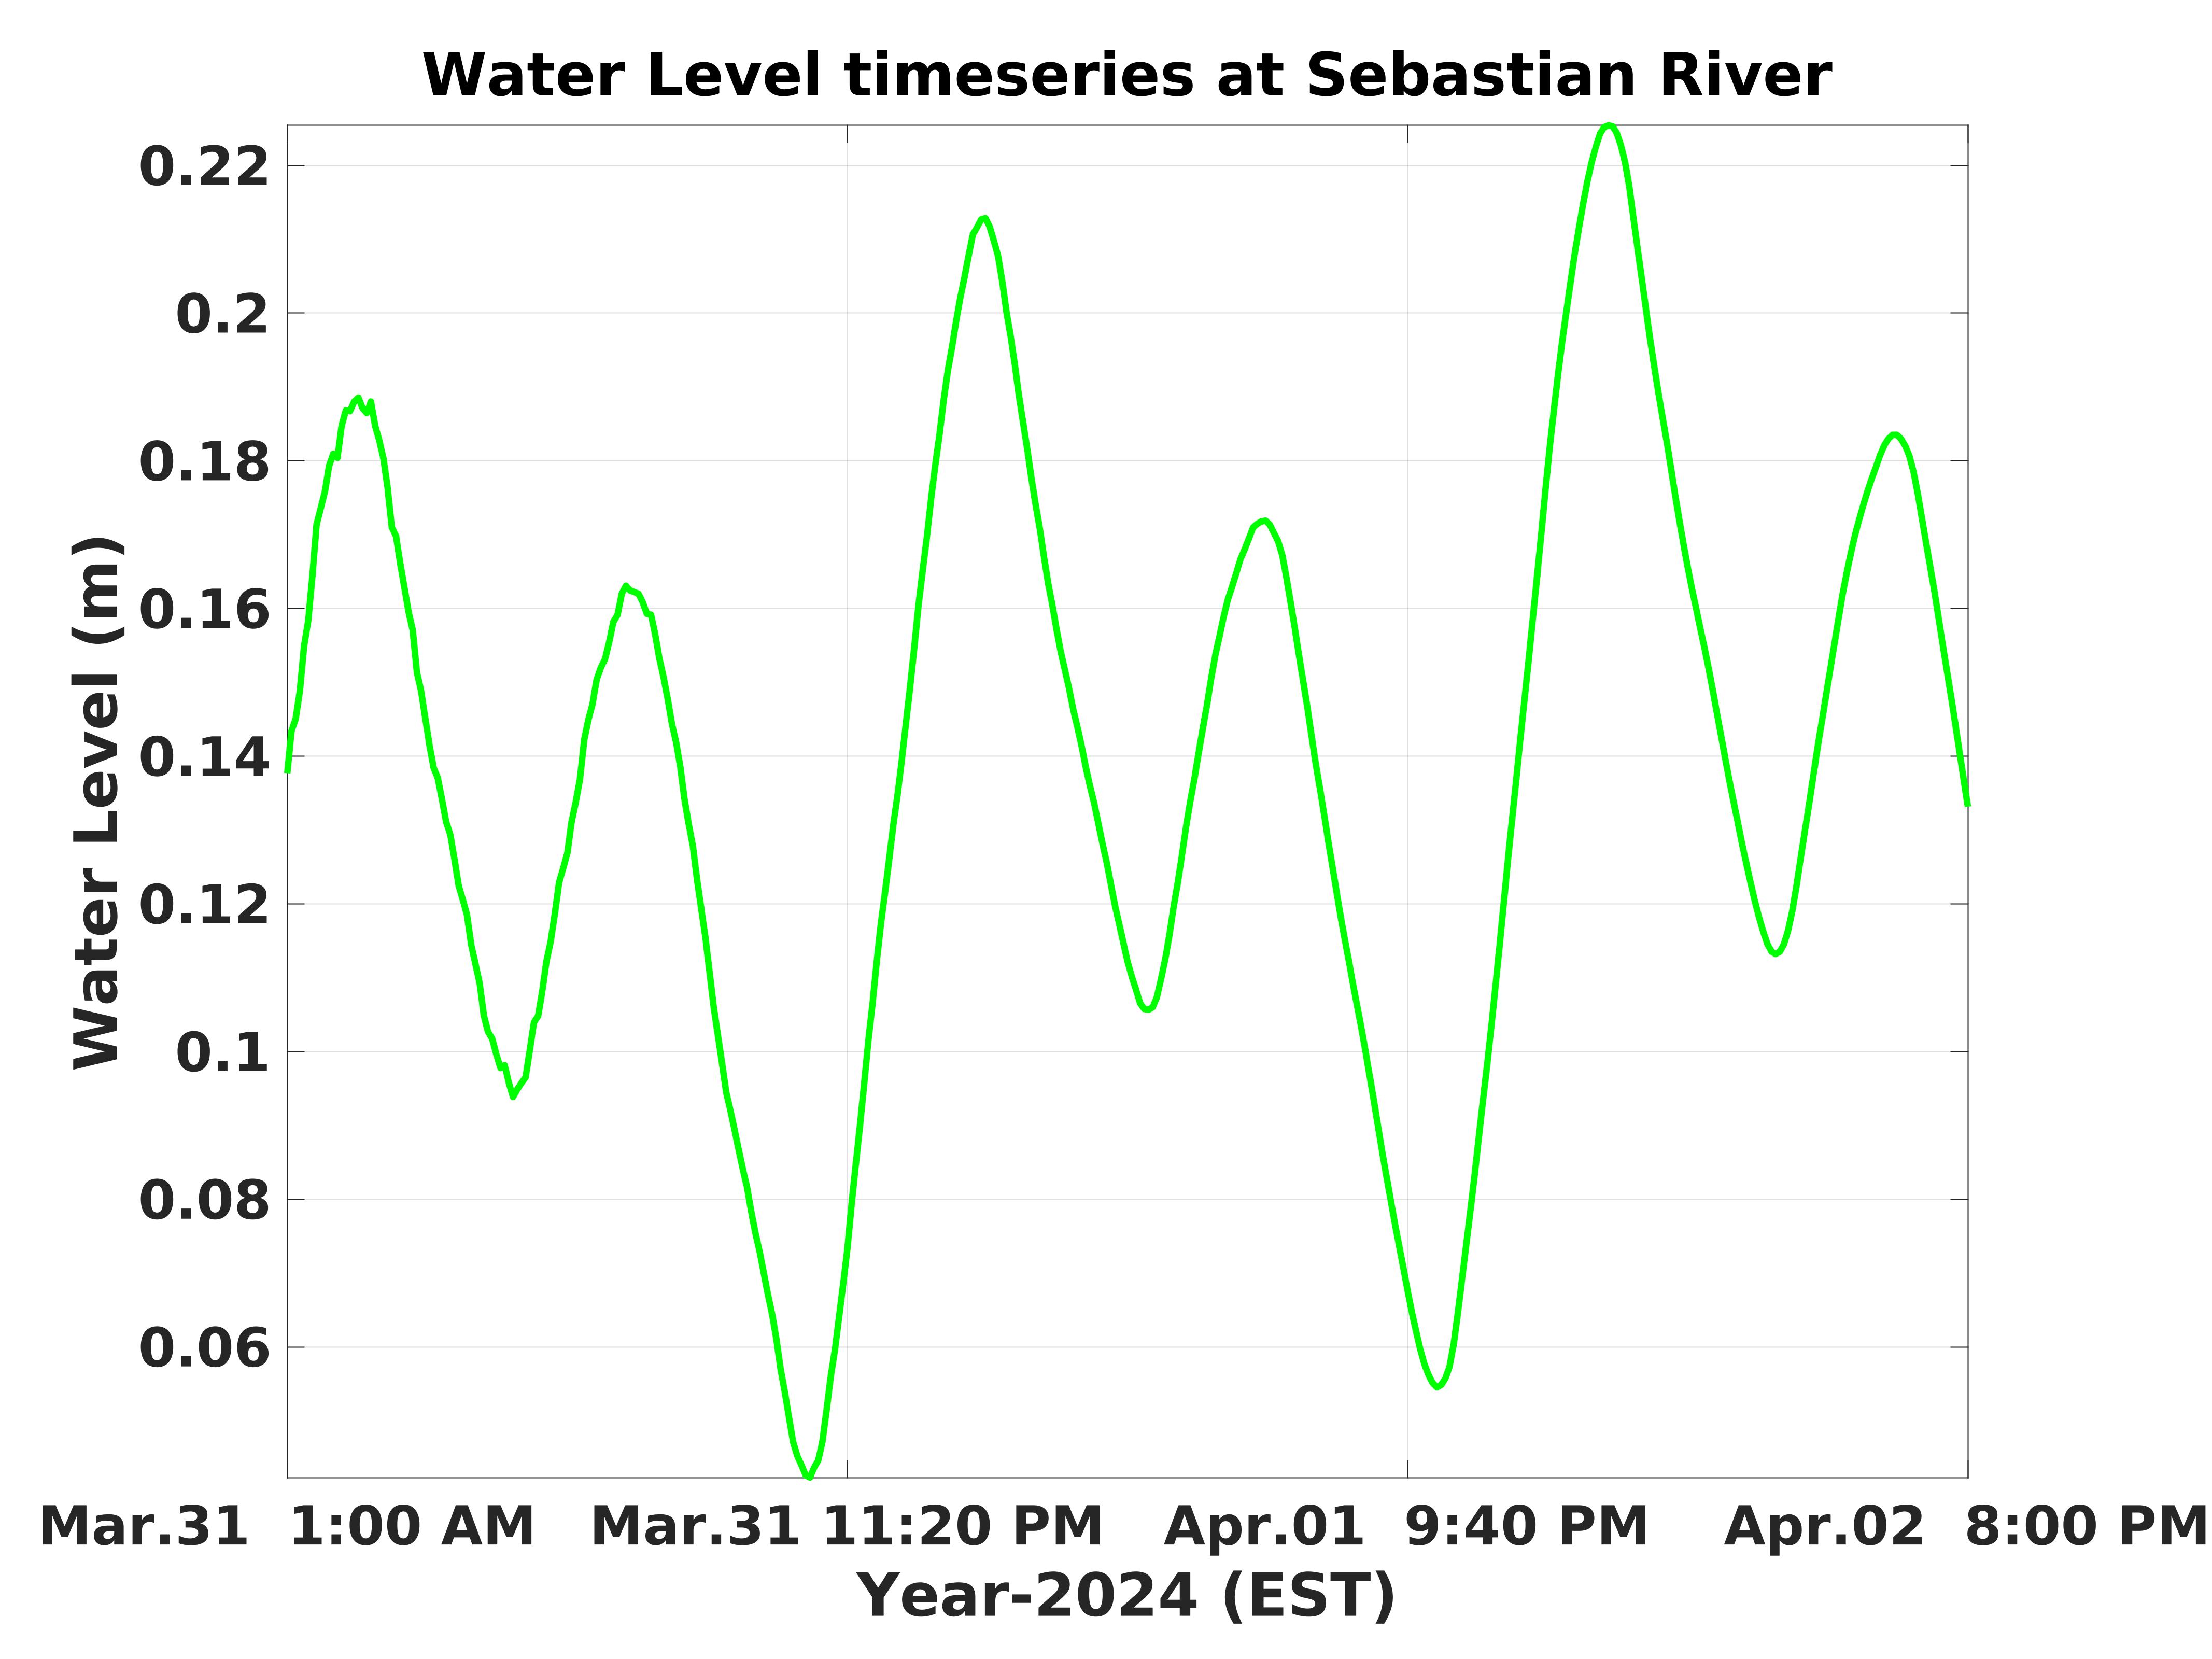 Water Level timeseries at Sebastian River
0.22
0.2
0.18
0.16
0.14
0.12
0.1
0.08
0.06
Water Level (m)
Mar.31 1:00 AM Mar.31 11:20 PM Apr.01 9:40 PM Apr.02 8:00 PM
Year-2024 (EST)